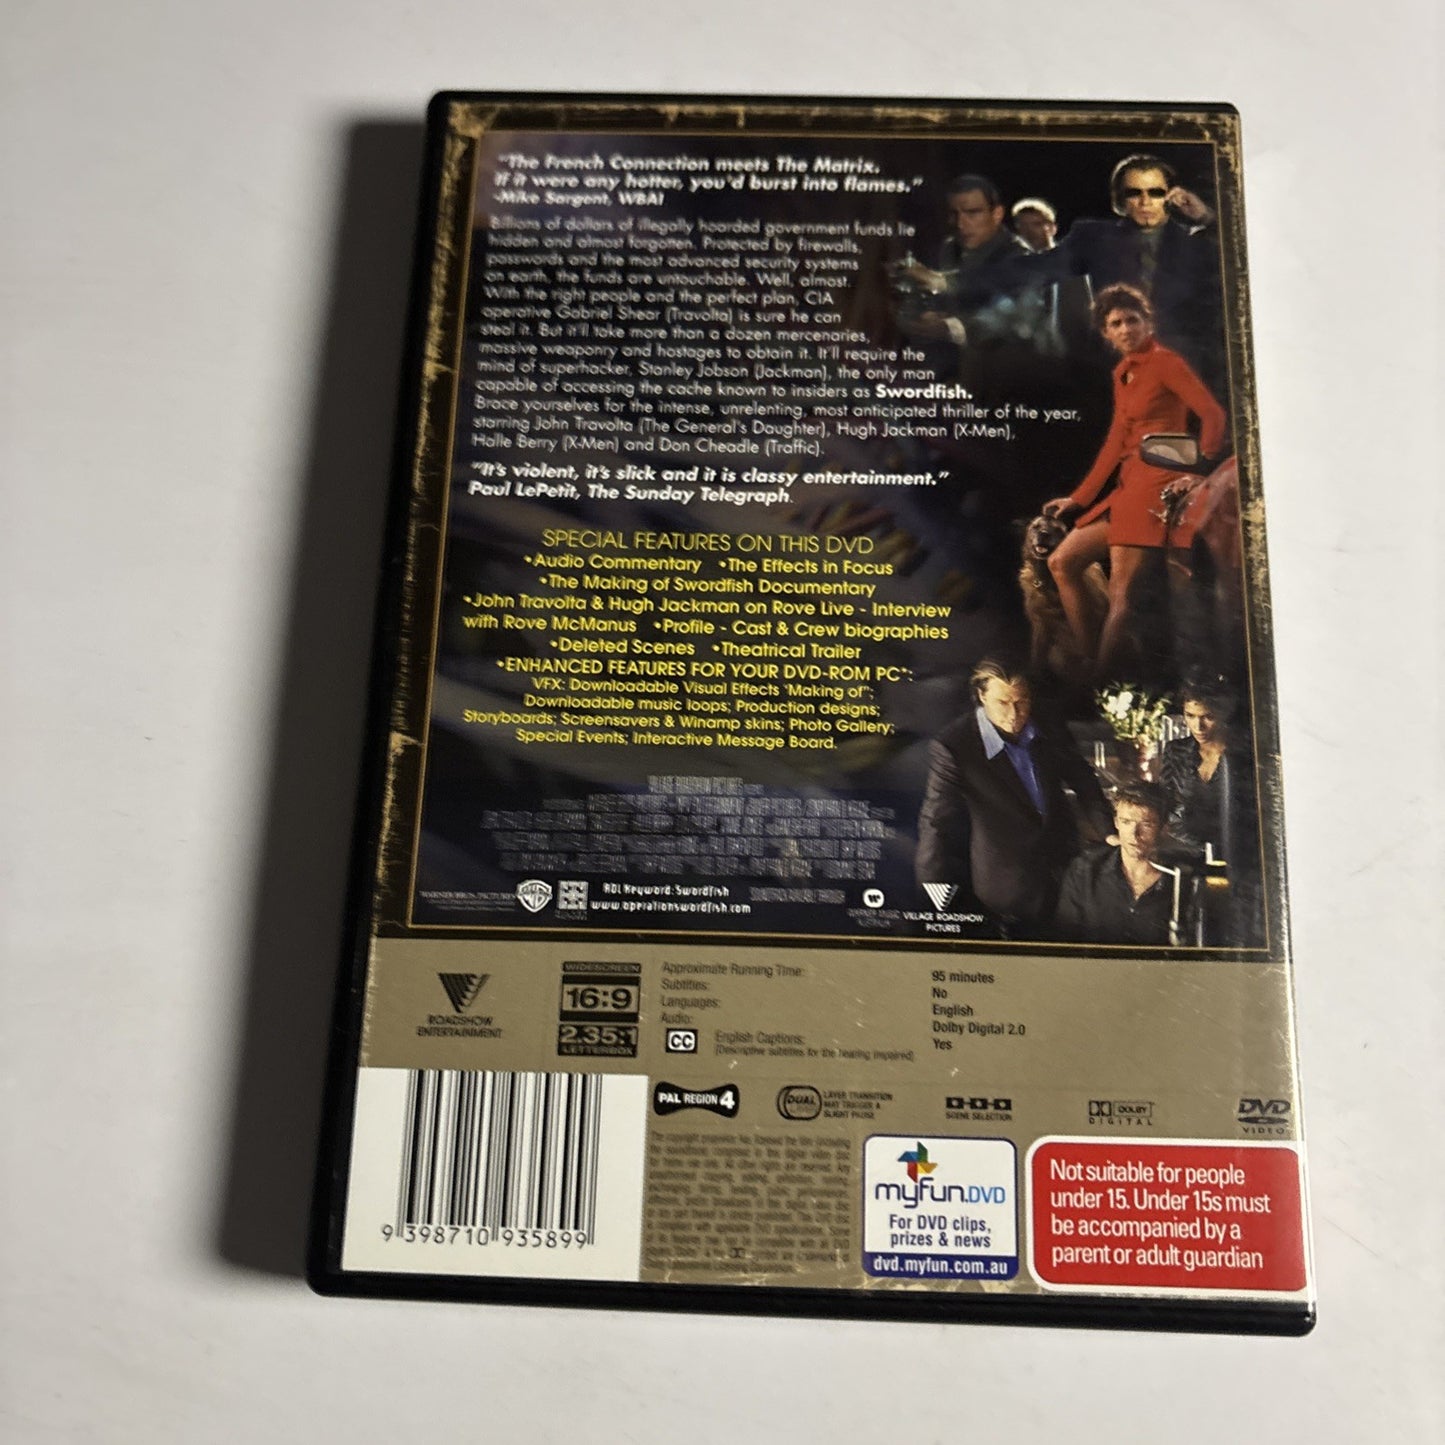 "The French Connection meets The Matrix.
If it were any hotter, you'd burst into flames."
-Mike Sargent, WBAI
Billions of dollars of illegally hoarded government funds lie
hidden and almost forgotten. Protected by firewalls,
passwords and the most advanced security systems
on earth, the funds are untouchable. Well, almost.
With the right people and the perfect plan, CIA
operative Gabriel Shear (Travolta) is sure he can
steal it. But it'll take more than a dozen mercenaries,
massive weaponry and hostages to obtain it. It'll require the
mind of superhacker, Stanley Jobson (Jackman), the only man
capable of accessing the cache known to insiders as Swordfish.
Brace yourselves for the intense, unrelenting, most anticipated thriller of the year,
starring John Travolta (The General's Daughter), Hugh Jackman (X-Men),
Halle Berry (X-Men) and Don Cheadle (Traffic).
"It's violent, it's slick and it is classy entertainment."
Paul LePetit, The Sunday Telegraph.
SPECIAL FEATURES ON THIS DVD
•Audio Commentary •The Effects in Focus
•The Making of Swordfish Documentary
•John Travolta & Hugh Jackman on Rove Live - Interview
with Rove McManus •Profile - Cast & Crew biographies
•Deleted Scenes •Theatrical Trailer
•ENHANCED FEATURES FOR YOUR DVD-ROM PC*:
VFX: Downloadable Visual Effects 'Making of';
Downloadable music loops; Production designs;
Storyboards; Screensavers & Winamp skins; Photo Gallery;
Special Events; Interactive Message Board.
VILLAGE ROADSHOW PICTURES
AOL Keyword: Swordfish
www.operationswordfish.com
WARNER MUSIC
AUSTRALIA
VILLAGE ROADSHOW
PICTURES
ROADSHOW
ENTERTAINMENT
WIDESCREEN
16:9
2.35:1
LETTERBOX
Approximate Running Time: 95 minutes
Subtitles: No
Languages: English
Audio: Dolby Digital 2.0
CC English Captions: Yes
(Descriptive subtitles for the hearing impaired)
PAL REGION 4
DUAL
LAYER TRANSITION
MAY TRIGGER A
SLIGHT PAUSE
SCENE SELECTION
DOLBY
DIGITAL
DVD
VIDEO
9 398710 935899
myfun.DVD
For DVD clips,
prizes & news
dvd.myfun.com.au
Not suitable for people
under 15. Under 15s must
be accompanied by a
parent or adult guardian